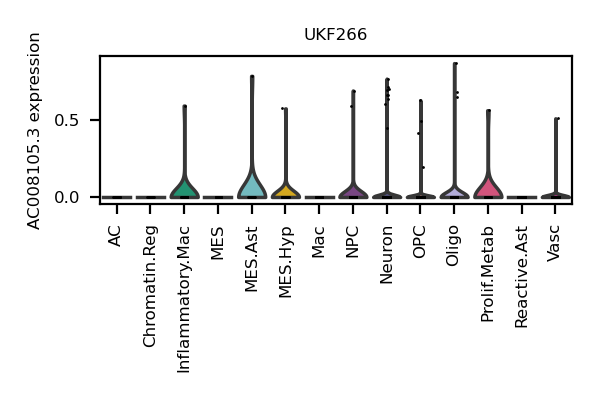 UKF266
AC008105.3 expression
0.5
0.0
AC
Chromatin.Reg
Inflammatory.Mac
MES
MES.Ast
MES.Hyp
Mac
NPC
Neuron
OPC
Oligo
Prolif.Metab
Reactive.Ast
Vasc